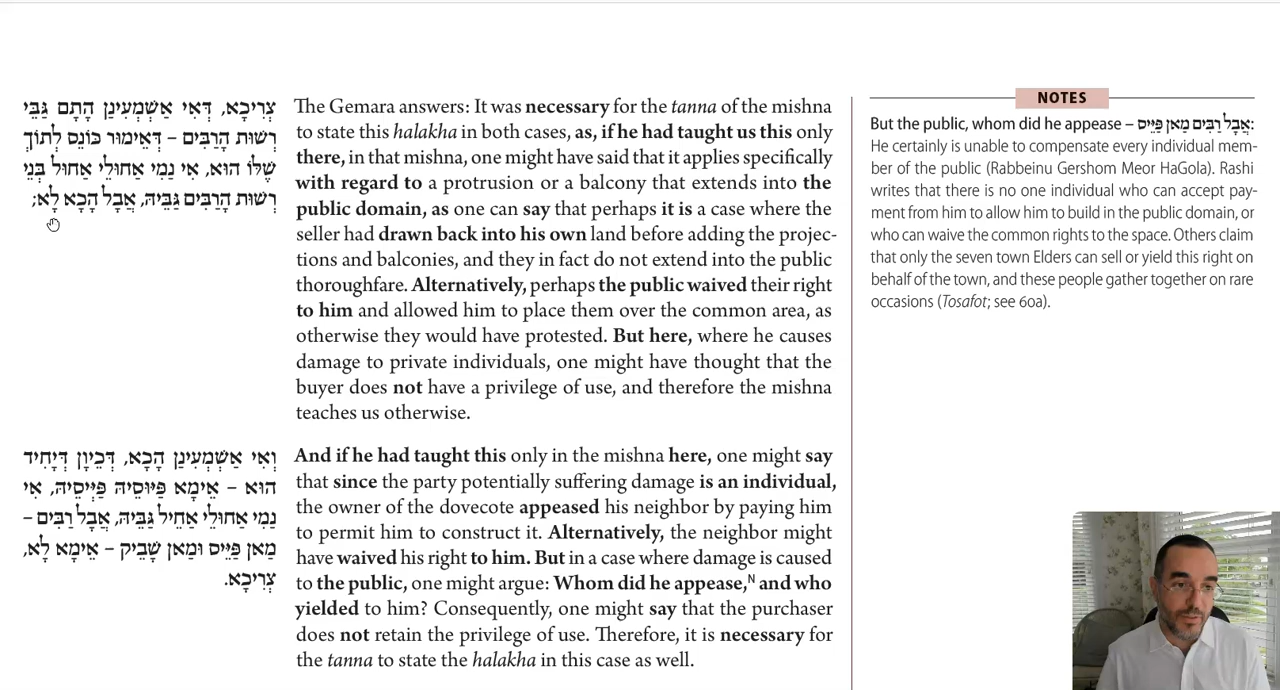 צְרִיכָא, דְּאִי אַשְׁמְעִינַן הָתָם גַּבֵּי
רְשׁוּת הָרַבִּים – דְּאֵימוּר כּוֹנֵס לְתוֹךְ
שֶׁלּוֹ הוּא, אִי נַמִי אַחוּלֵי אַחוּל בְּנֵי
רְשׁוּת הָרַבִּים גַּבֵּיהּ, אֲבָל הָכָא לָא;
The Gemara answers: It was necessary for the tanna of the mishna
to state this halakha in both cases, as, if he had taught us this only
there, in that mishna, one might have said that it applies specifically
with regard to a protrusion or a balcony that extends into the
public domain, as one can say that perhaps it is a case where the
seller had drawn back into his own land before adding the projec-
tions and balconies, and they in fact do not extend into the public
thoroughfare. Alternatively, perhaps the public waived their right
to him and allowed him to place them over the common area, as
otherwise they would have protested. But here, where he causes
damage to private individuals, one might have thought that the
buyer does not have a privilege of use, and therefore the mishna
teaches us otherwise.
וְאִי אַשְׁמְעִינַן הָכָא, דְּכֵיוָן דְּיָחִיד
הוּא – אֵימָא פַּיּוּסֵיהּ פַּיְּיסֵיהּ, אִי
נַמִי אַחוּלֵי אַחֵיל גַּבֵּיהּ, אֲבָל רַבִּים –
מַאן פַּיֵּיס וּמַאן שָׁבֵיק – אֵימָא לָא,
צְרִיכָא.
And if he had taught this only in the mishna here, one might say
that since the party potentially suffering damage is an individual,
the owner of the dovecote appeased his neighbor by paying him
to permit him to construct it. Alternatively, the neighbor might
have waived his right to him. But in a case where damage is caused
to the public, one might argue: Whom did he appease,N and who
yielded to him? Consequently, one might say that the purchaser
does not retain the privilege of use. Therefore, it is necessary for
the tanna to state the halakha in this case as well.
NOTES
But the public, whom did he appease – אֲבָל רַבִּים מַאן פַּיֵּיס:
He certainly is unable to compensate every individual mem-
ber of the public (Rabbeinu Gershom Meor HaGola). Rashi
writes that there is no one individual who can accept pay-
ment from him to allow him to build in the public domain, or
who can waive the common rights to the space. Others claim
that only the seven town Elders can sell or yield this right on
behalf of the town, and these people gather together on rare
occasions (Tosafot; see 60a).